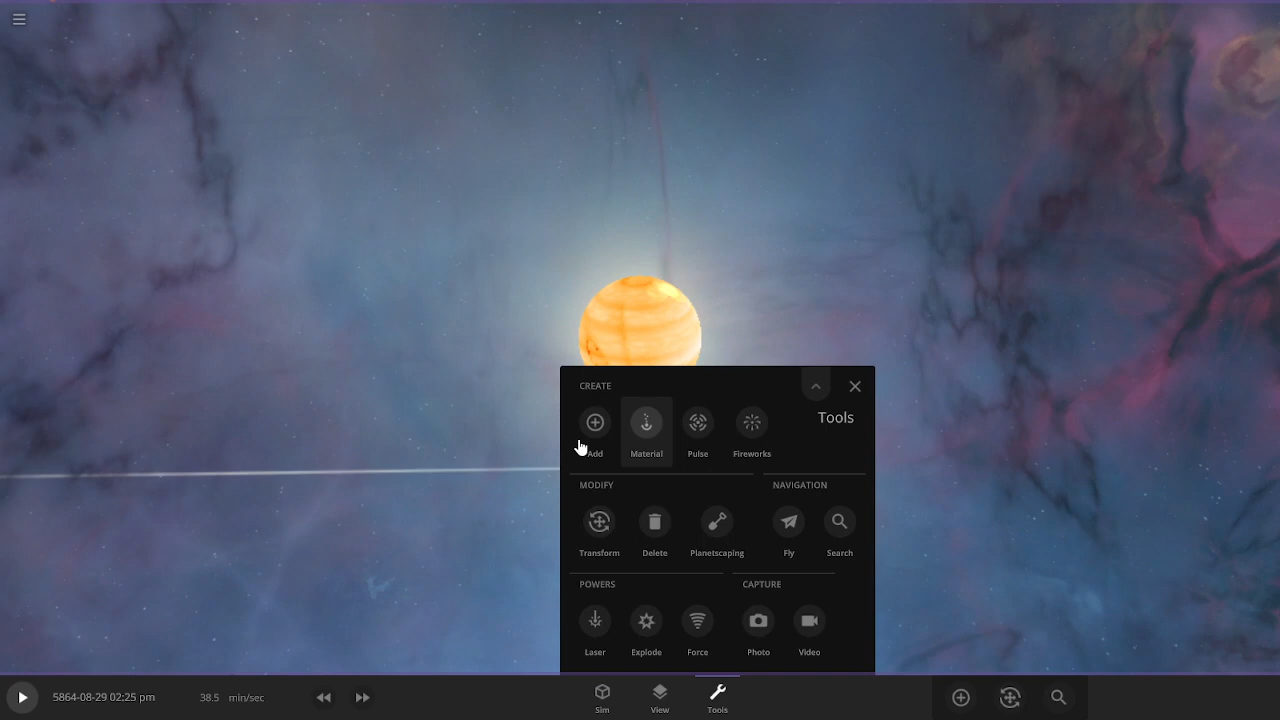 CREATE
Tools
Add
Material
Pulse
Fireworks
MODIFY
NAVIGATION
Transform
Delete
Planetscaping
Fly
Search
POWERS
CAPTURE
Laser
Explode
Force
Photo
Video
5864-08-29 02:25 pm
38.5 min/sec
Sim
View
Tools